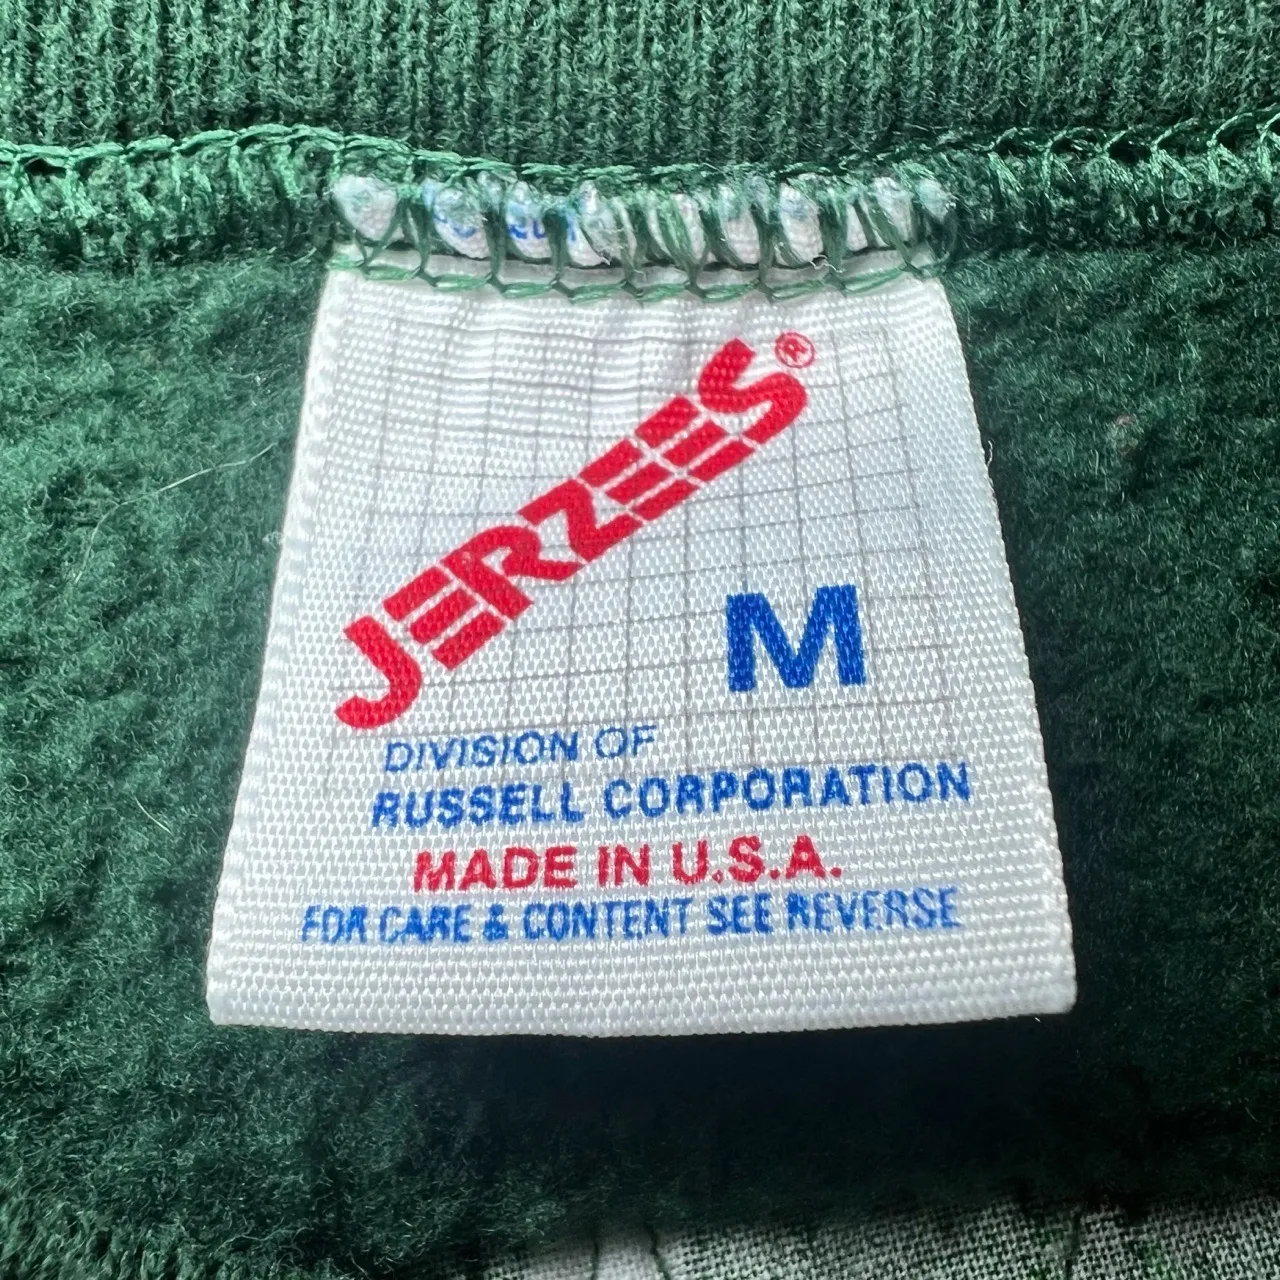 JERZEES®
M
DIVISION OF
RUSSELL CORPORATION
MADE IN U.S.A.
FOR CARE & CONTENT SEE REVERSE